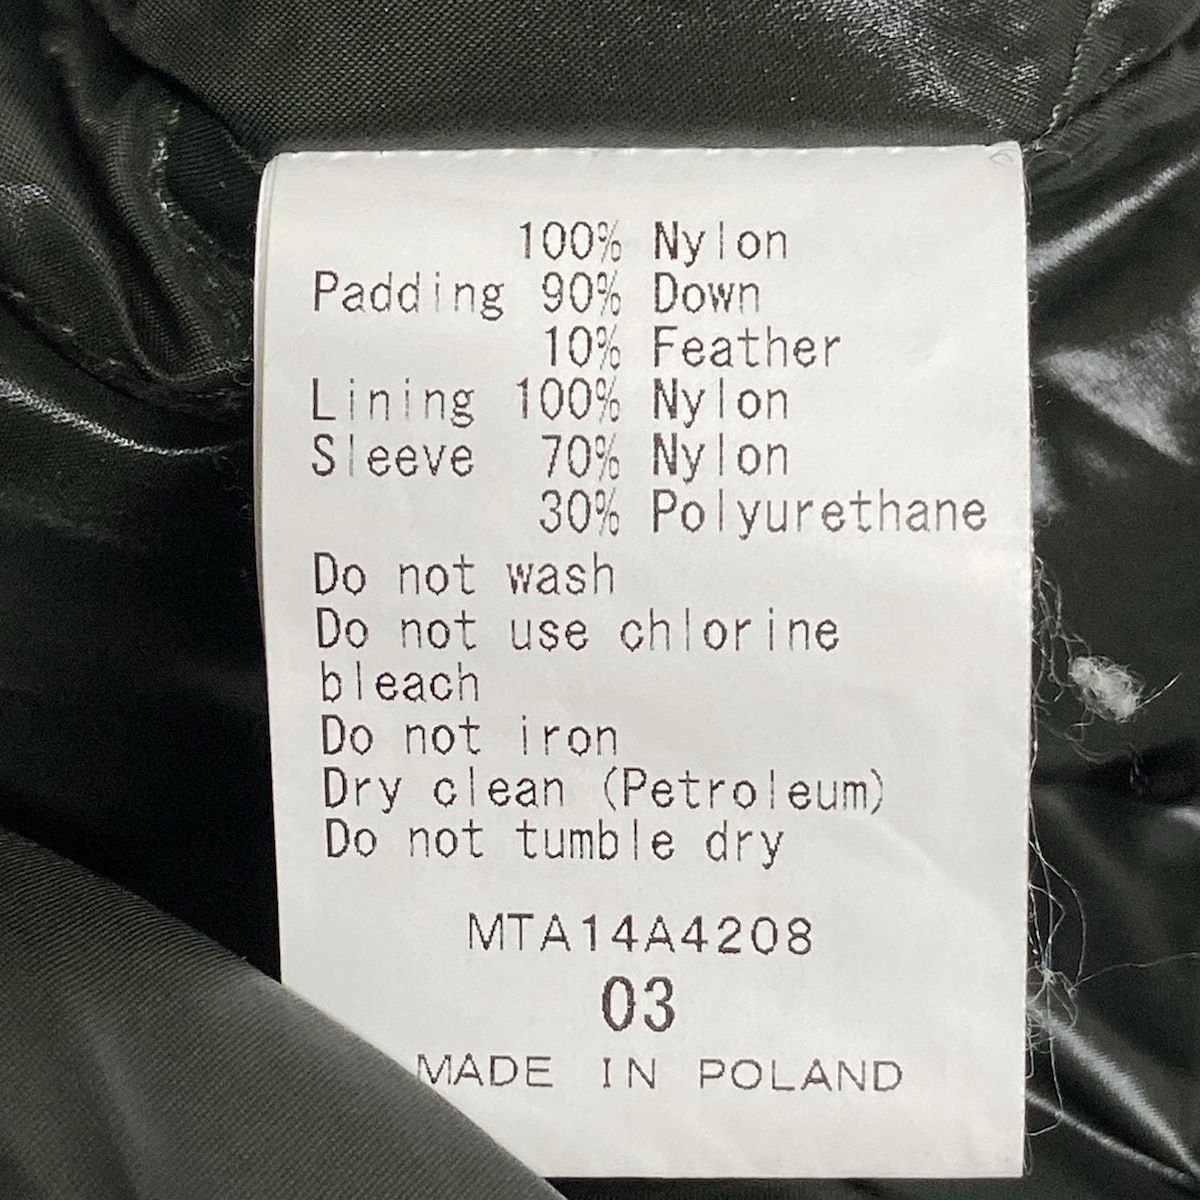 100% Nylon
Padding 90% Down
10% Feather
Lining 100% Nylon
Sleeve 70% Nylon
30% Polyurethane
Do not wash
Do not use chlorine
bleach
Do not iron
Dry clean (Petroleum)
Do not tumble dry
MTA14A4208
03
MADE IN POLAND